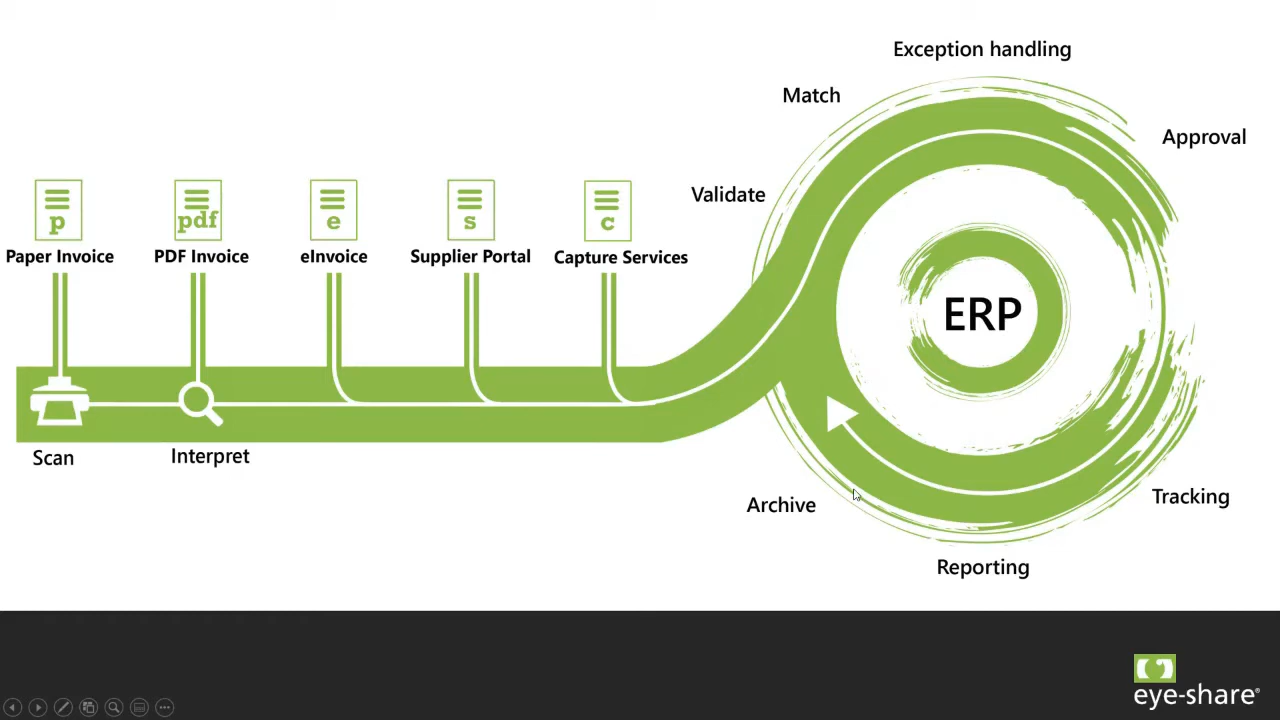 Exception handling
Match
Approval
Validate
p
pdf
e
s
c
Paper Invoice
PDF Invoice
eInvoice
Supplier Portal
Capture Services
ERP
Scan
Interpret
Archive
Tracking
Reporting
eye-share®